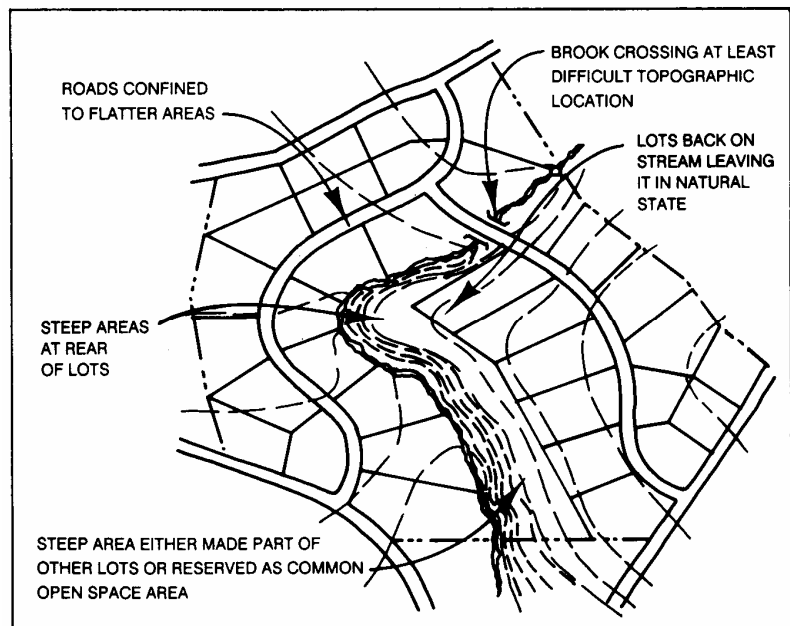 ROADS CONFINED
TO FLATTER AREAS
BROOK CROSSING AT LEAST
DIFFICULT TOPOGRAPHIC
LOCATION
LOTS BACK ON
STREAM LEAVING
IT IN NATURAL
STATE
STEEP AREAS
AT REAR
OF LOTS
STEEP AREA EITHER MADE PART OF
OTHER LOTS OR RESERVED AS COMMON
OPEN SPACE AREA